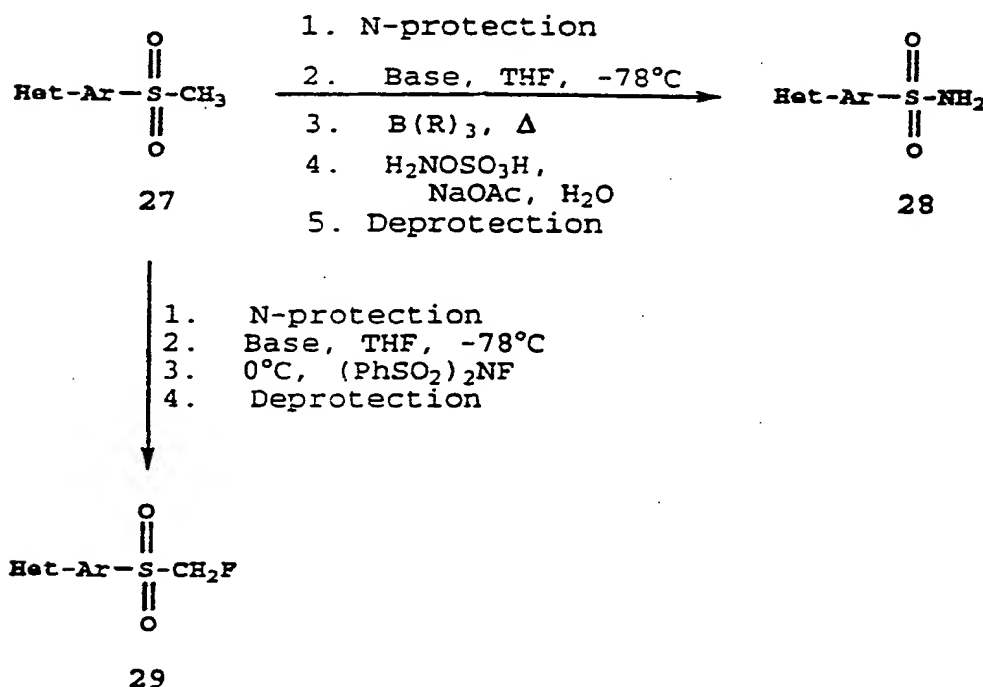 1. N-protection
2. Base, THF, -78°C
3. B(R)₃, Δ
4. H₂NOSO₃H,
NaOAc, H₂O
5. Deprotection
O
Het-Ar-S-CH₃
O
27
O
Het-Ar-S-NH₂
O
28
1. N-protection
2. Base, THF, -78°C
3. 0°C, (PhSO₂)₂NF
4. Deprotection
O
Het-Ar-S-CH₂F
O
29